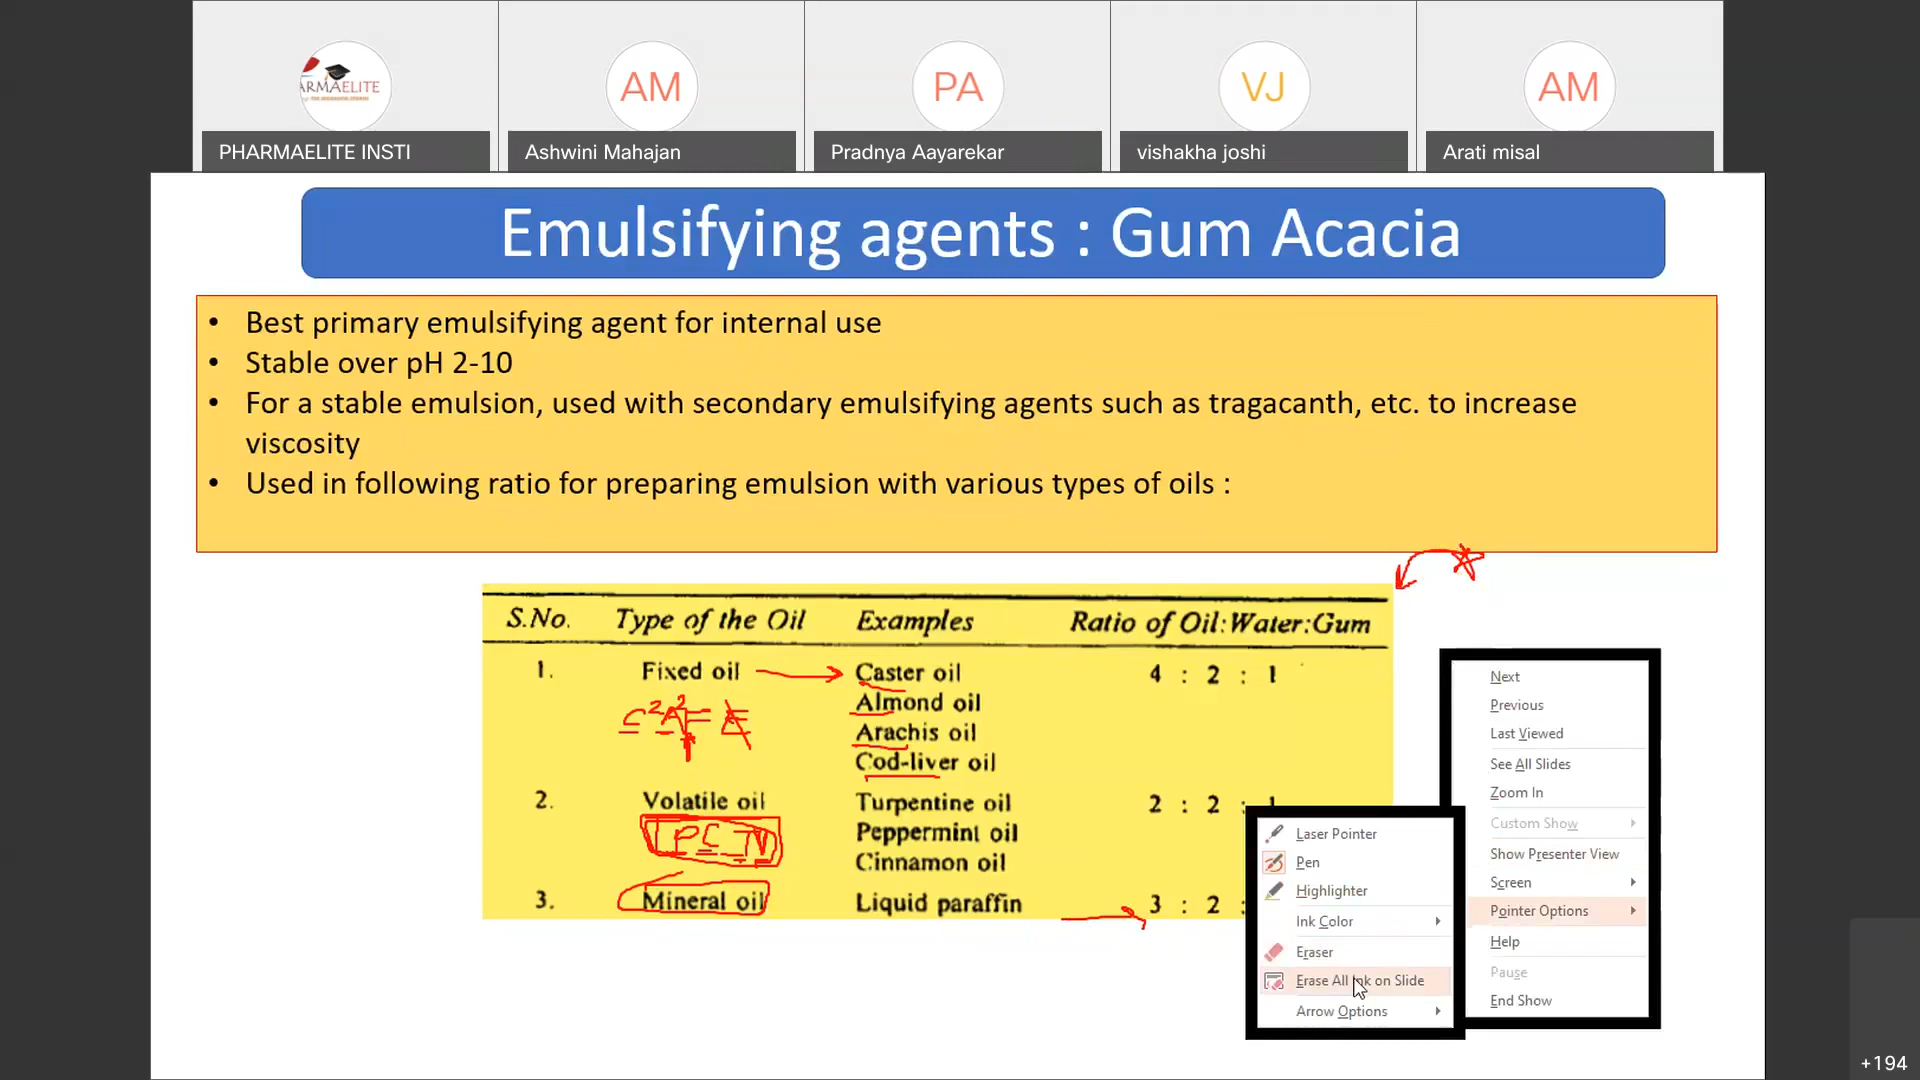 ARMAELITE
AM
PA
VJ
AM
PHARMAELITE INSTI
Ashwini Mahajan
Pradnya Aayarekar
vishakha joshi
Arati misal
Emulsifying agents : Gum Acacia
• Best primary emulsifying agent for internal use
• Stable over pH 2-10
• For a stable emulsion, used with secondary emulsifying agents such as tragacanth, etc. to increase
viscosity
• Used in following ratio for preparing emulsion with various types of oils :
S.No. Type of the Oil Examples Ratio of Oil:Water:Gum
1. Fixed oil Caster oil 4 : 2 : 1
Almond oil
Arachis oil
Cod-liver oil
2. Volatile oil Turpentine oil 2 : 2 : 1
Peppermint oil
Cinnamon oil
3. Mineral oil Liquid paraffin 3 : 2 :
Next
Previous
Last Viewed
See All Slides
Zoom In
Custom Show
Show Presenter View
Screen
Pointer Options
Help
Pause
End Show
Laser Pointer
Pen
Highlighter
Ink Color
Eraser
Erase All Ink on Slide
Arrow Options
+194